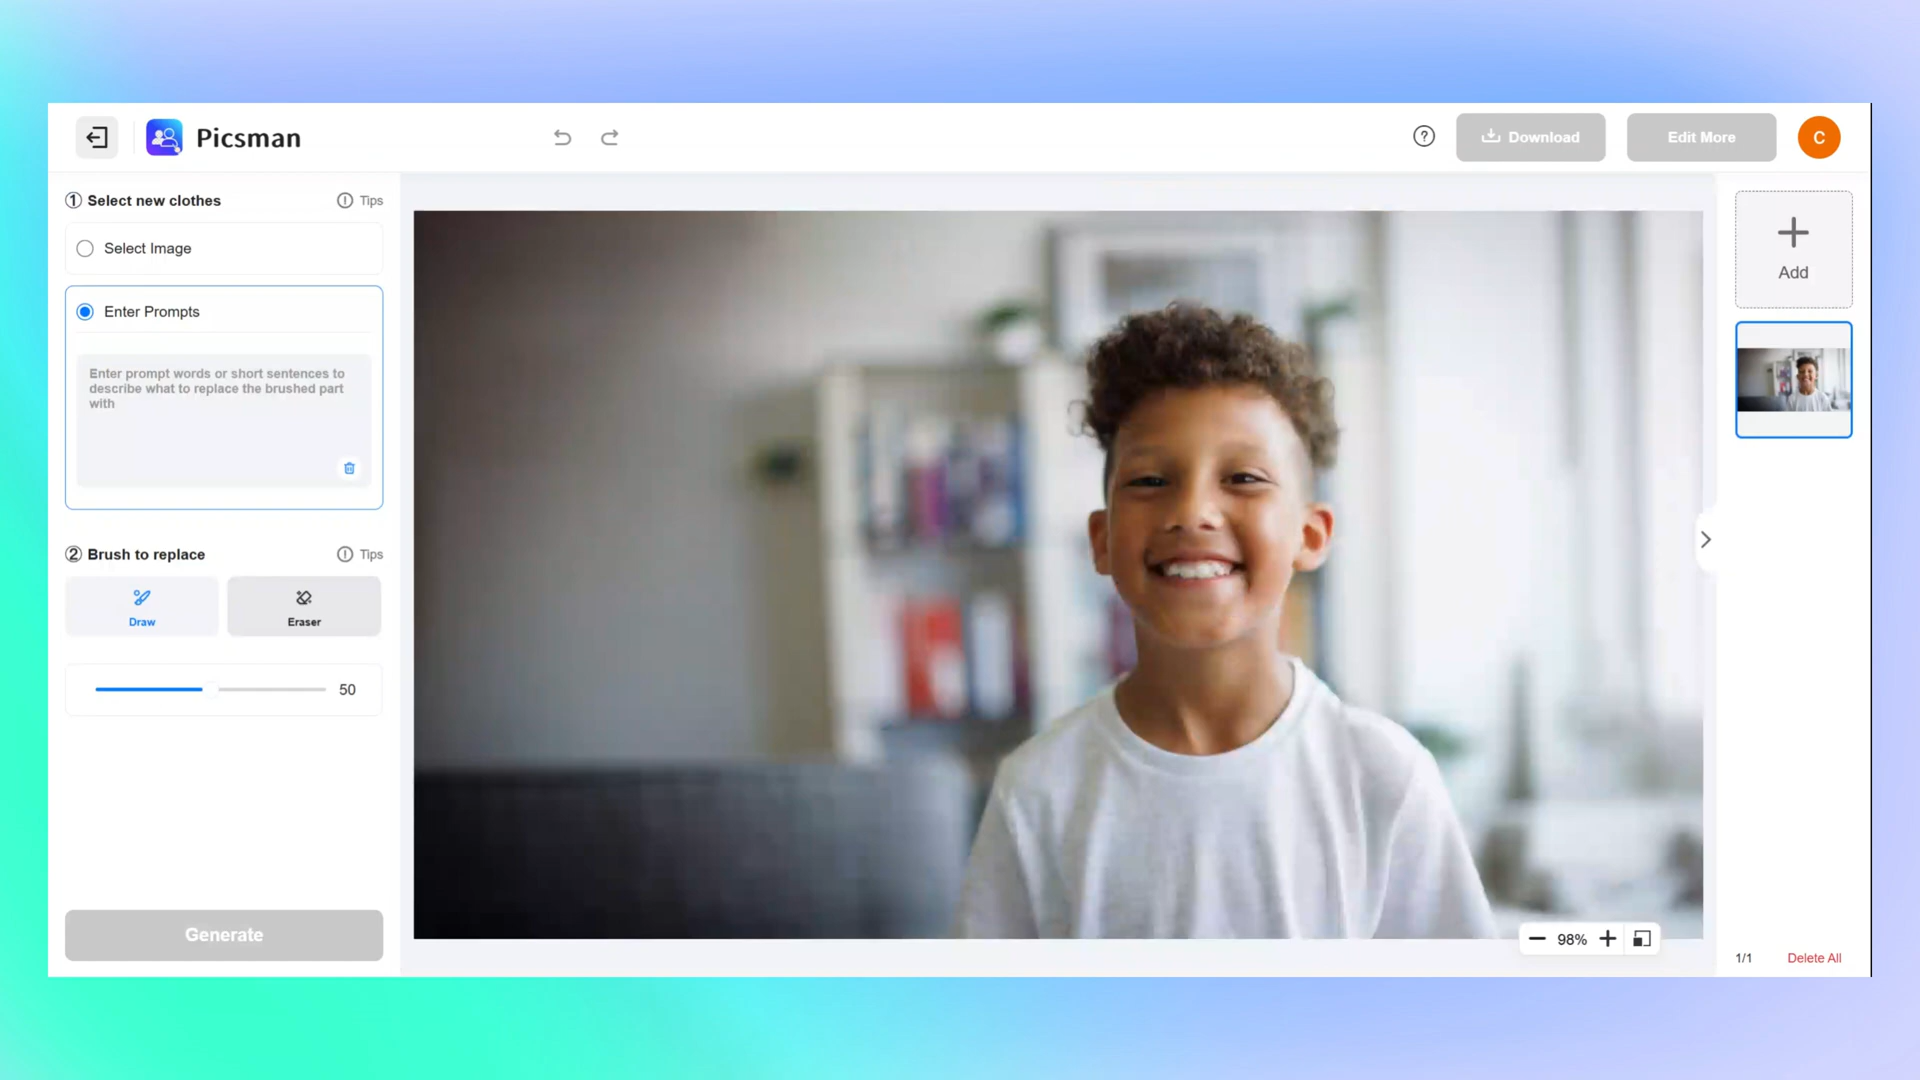 Picsman
Download
Edit More
C
1 Select new clothes
Tips
Select Image
Enter Prompts
Enter prompt words or short sentences to
describe what to replace the brushed part
with
2 Brush to replace
Tips
Draw
Eraser
50
Generate
98%
Add
1/1
Delete All